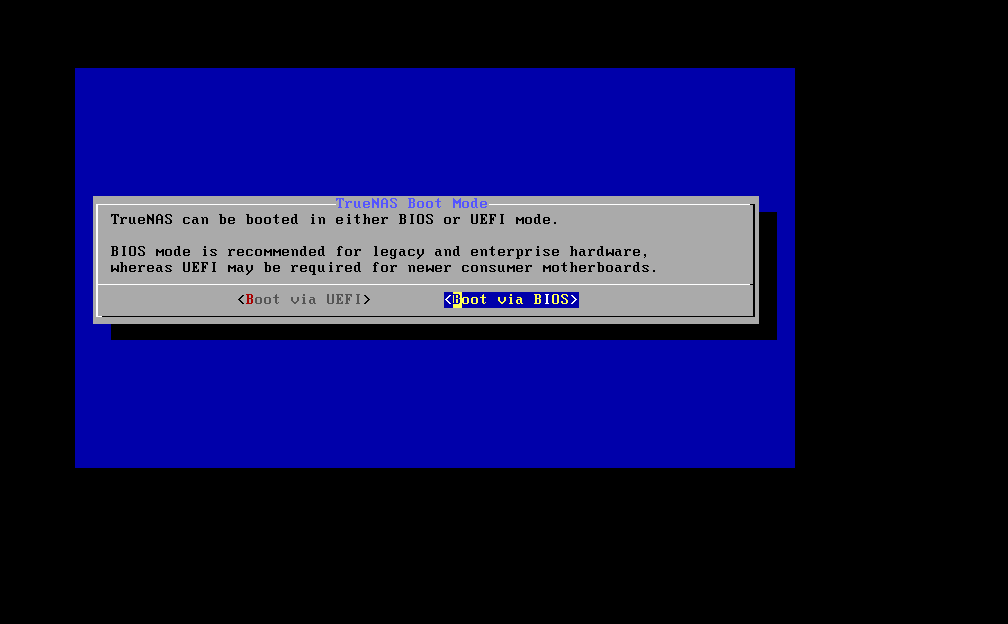 TrueNAS Boot Mode
TrueNAS can be booted in either BIOS or UEFI mode.
BIOS mode is recommended for legacy and enterprise hardware,
whereas UEFI may be required for newer consumer motherboards.
<Boot via UEFI> <Boot via BIOS>